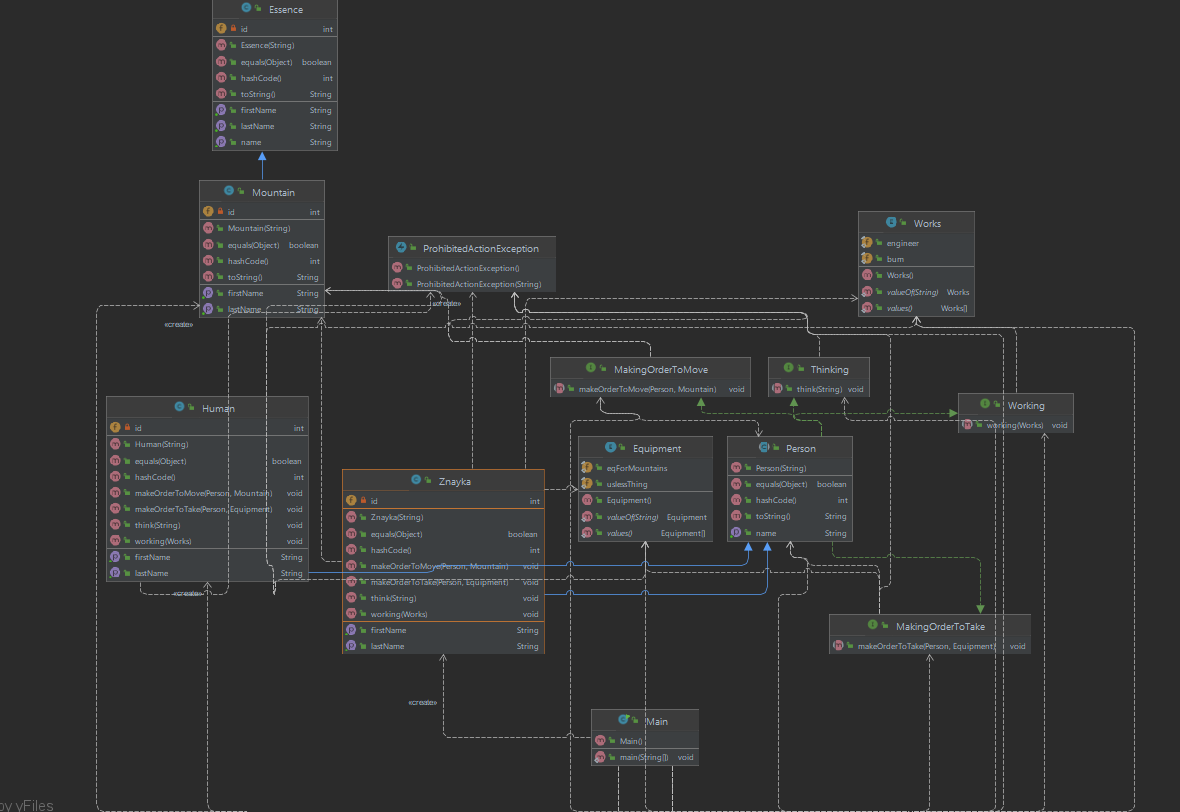 Essence
id int
Essence(String)
equals(Object) boolean
hashCode() int
toString() String
firstName String
lastName String
name String
Mountain
id int
Mountain(String)
equals(Object) boolean
hashCode() int
toString() String
firstName String
lastName String
«create»
ProhibitedActionException
ProhibitedActionException()
ProhibitedActionException(String)
«create»
Works
engineer
bum
Works()
valueOf(String) Works
values() Works[]
MakingOrderToMove
makeOrderToMove(Person, Mountain) void
Thinking
think(String) void
Working
working(Works) void
Human
id int
Human(String)
equals(Object) boolean
hashCode() int
makeOrderToMove(Person, Mountain) void
makeOrderToTake(Person, Equipment) void
think(String) void
working(Works) void
firstName String
lastName String
«create»
Equipment
eqForMountains
uslessThing
Equipment()
valueOf(String) Equipment
values() Equipment[]
Person
Person(String)
equals(Object) boolean
hashCode() int
toString() String
name String
Znayka
id int
Znayka(String)
equals(Object) boolean
hashCode() int
makeOrderToMove(Person, Mountain) void
makeOrderToTake(Person, Equipment) void
think(String) void
working(Works) void
firstName String
lastName String
MakingOrderToTake
makeOrderToTake(Person, Equipment) void
«create»
Main
Main()
main(String[]) void
by yFiles